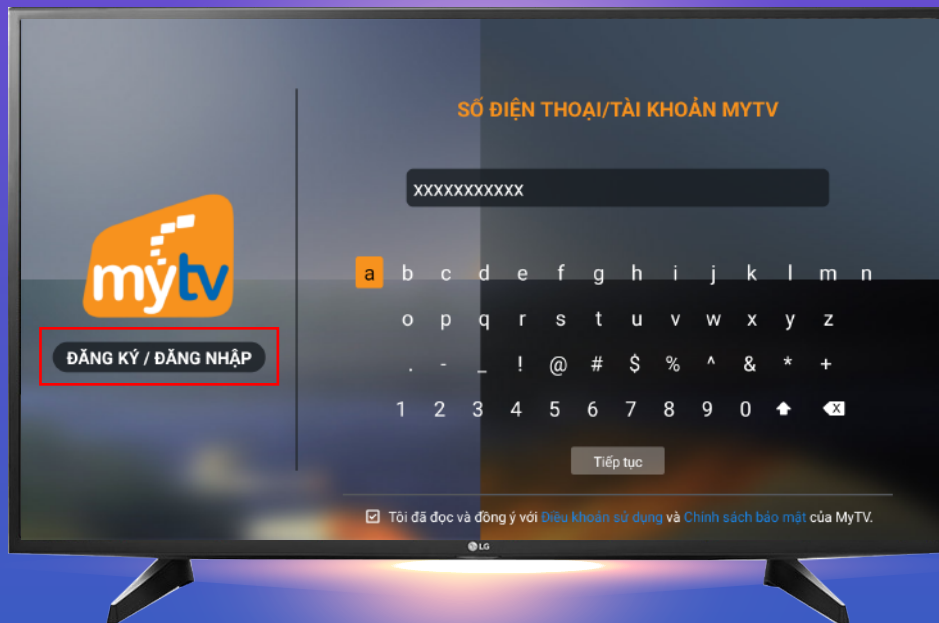 SỐ ĐIỆN THOẠI/TÀI KHOẢN MYTV
xxxxxxxxxxx
mytv
ĐĂNG KÝ / ĐĂNG NHẬP
a b c d e f g h i j k l m n
o p q r s t u v w x y z
. - _ ! @ # $ % ^ & * +
1 2 3 4 5 6 7 8 9 0
X
Tiếp tục
Tôi đã đọc và đồng ý với Điều khoản sử dụng và Chính sách bảo mật của MyTV.
LG